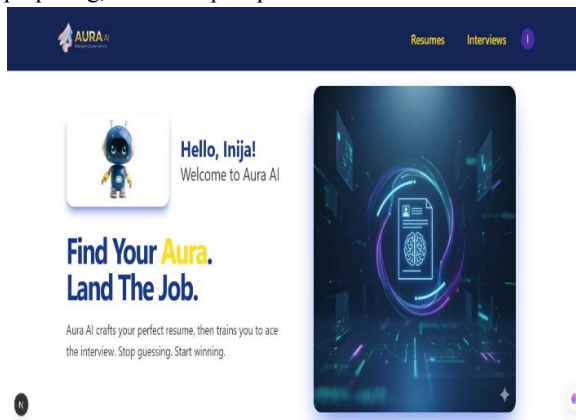 AURA AI
Resumes
Interviews
I
Hello, Inija!
Welcome to Aura AI
Find Your Aura.
Land The Job.
Aura AI crafts your perfect resume, then trains you to ace
the interview. Stop guessing. Start winning.
N